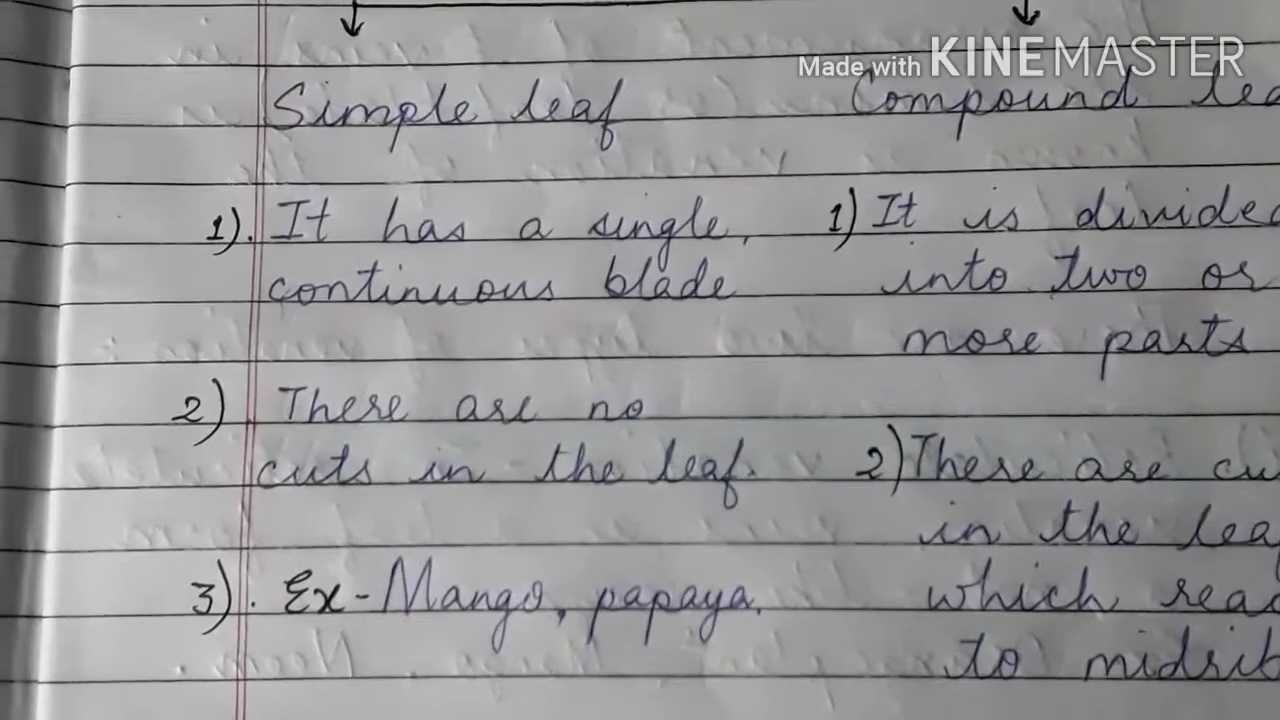 Made with KINEMASTER
Simple leaf
1). It has a single,
continuous blade
2) There are no
cuts in the leaf.
3). Ex - Mango, papaya.
Compound
1) It is
into two or
more parts
2) There are
in the
which
to